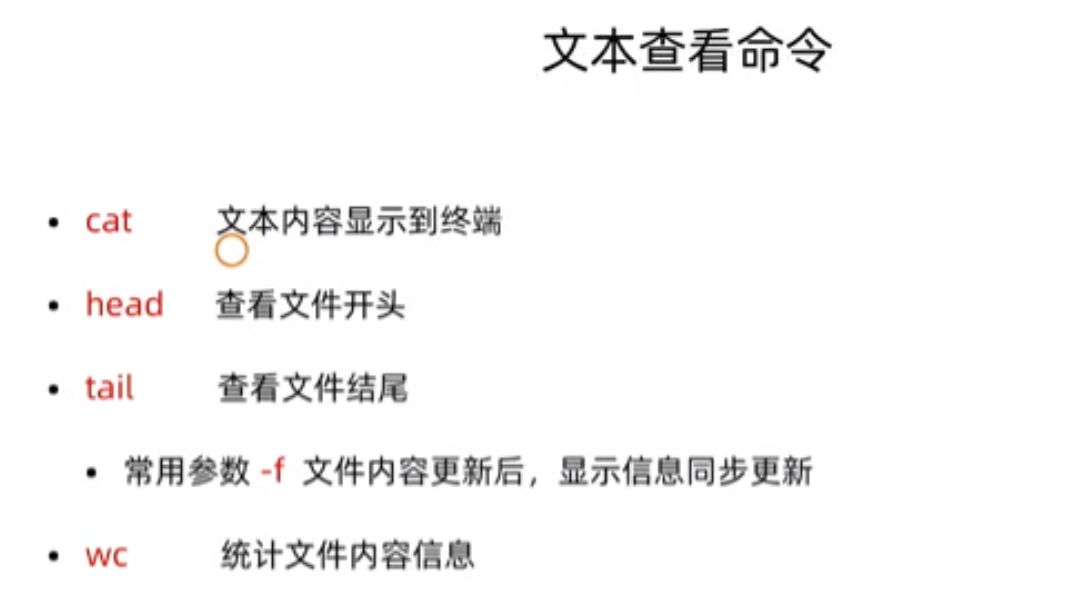 文本查看命令
• cat 文本内容显示到终端
• head 查看文件开头
• tail 查看文件结尾
• 常用参数 -f 文件内容更新后，显示信息同步更新
• wc 统计文件内容信息